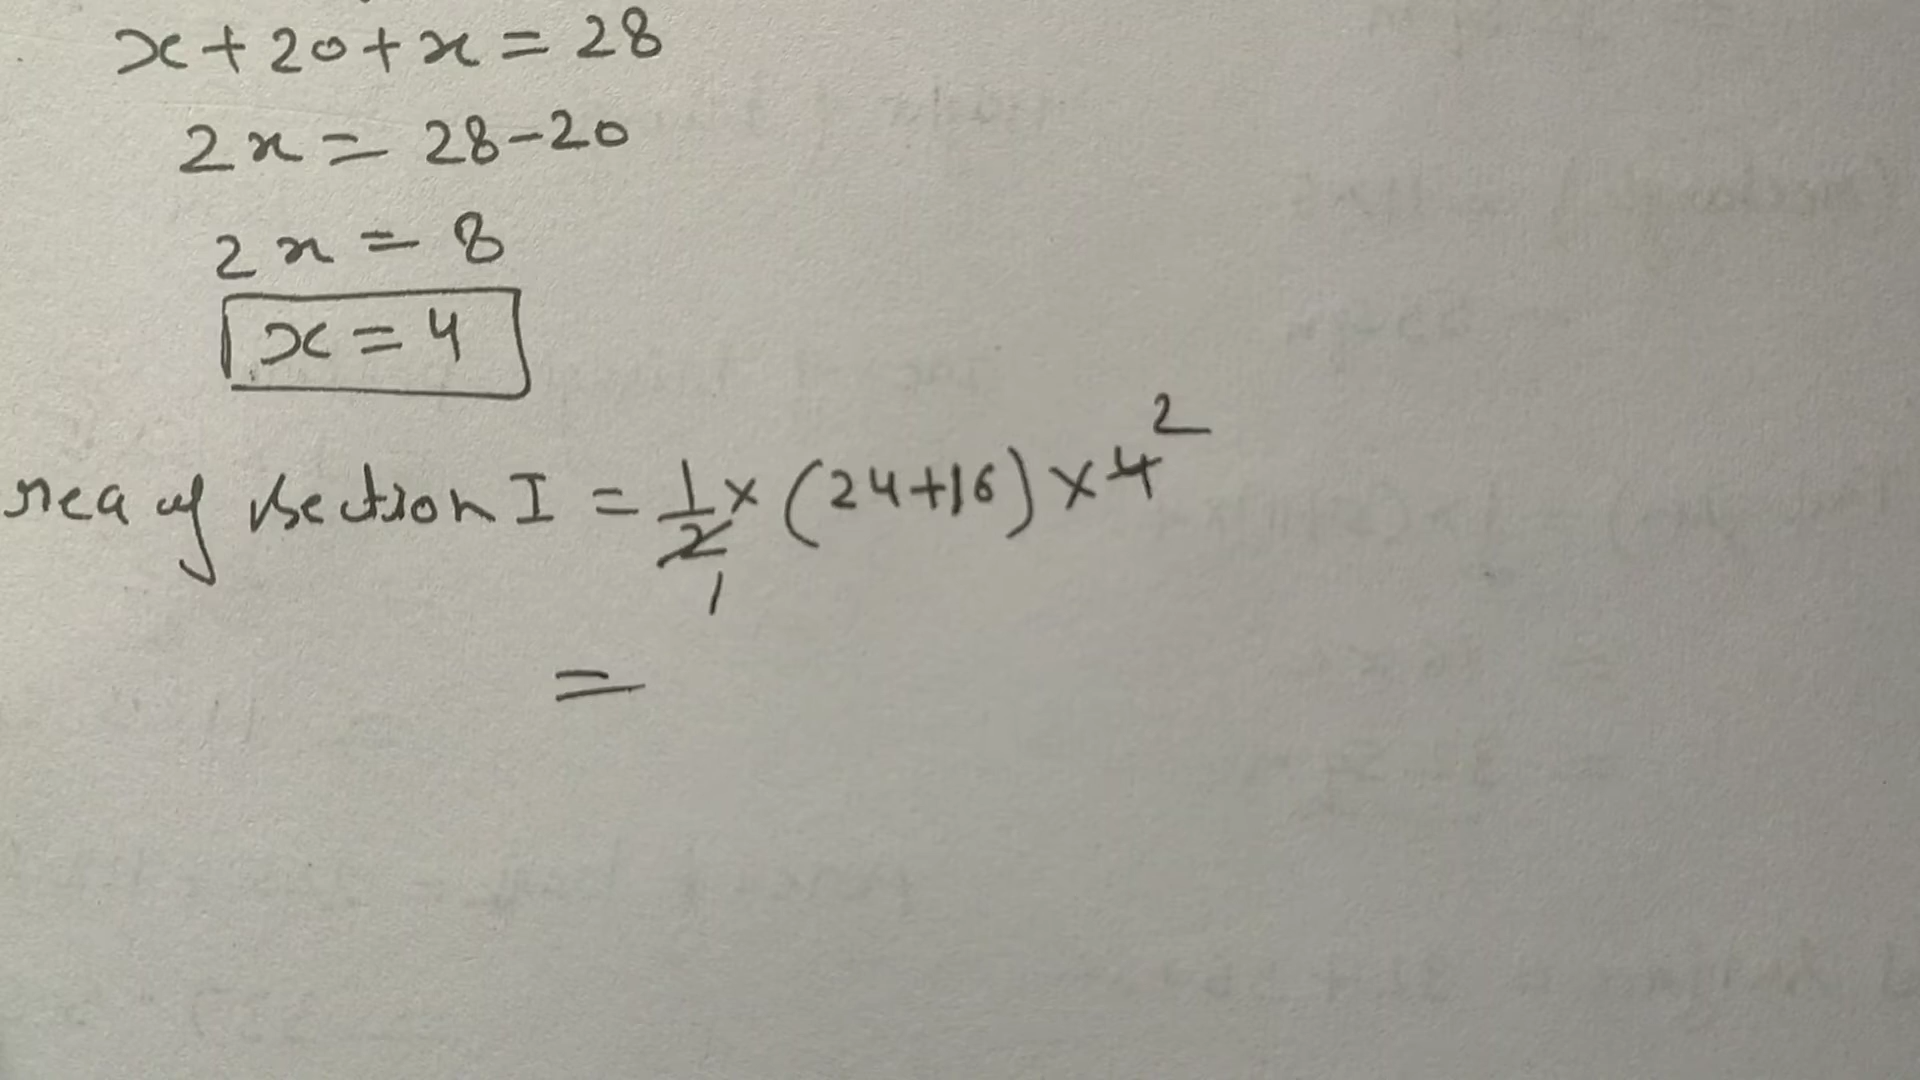 x+20+x=28
2x = 28-20
2x = 8
x = 4
rea of section I = 1/2 x (24+16) x 4 2
1
=